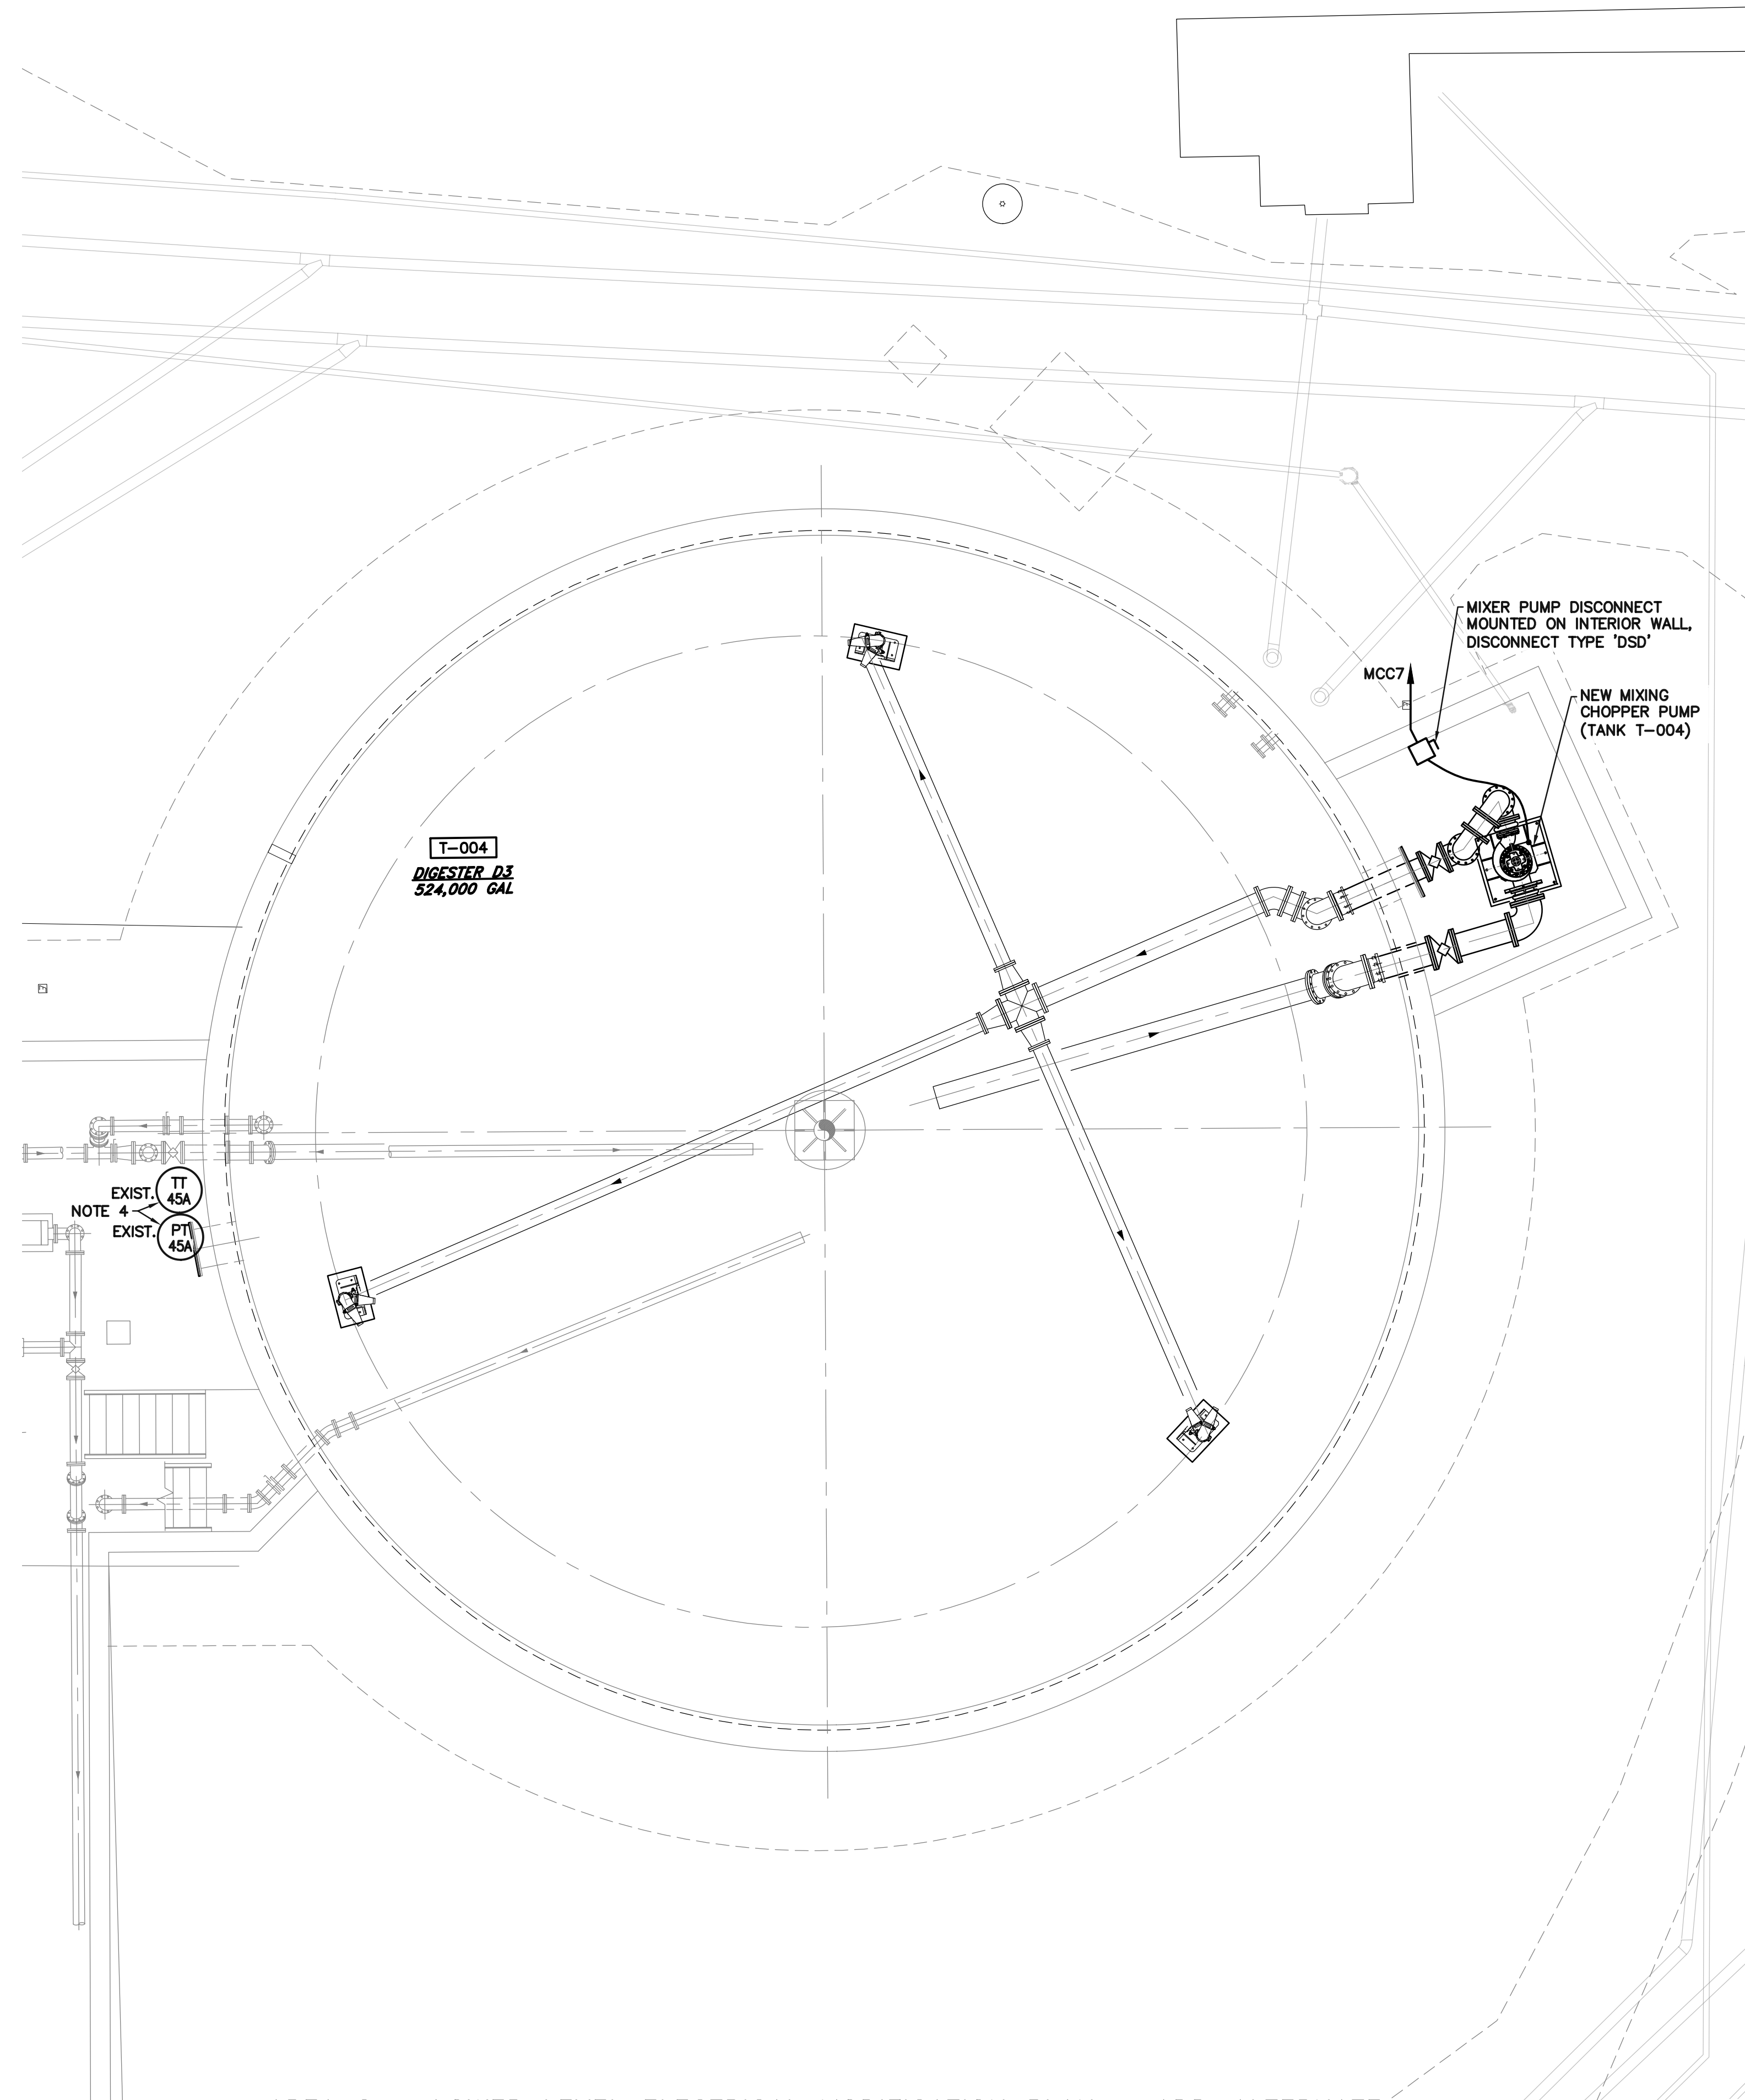 MIXER PUMP DISCONNECT
MOUNTED ON INTERIOR WALL,
DISCONNECT TYPE 'DSD'
MCC7
NEW MIXING
CHOPPER PUMP
(TANK T-004)
T-004
DIGESTER D3
524,000 GAL
EXIST.
TT
45A
NOTE 4
EXIST.
PT
45A